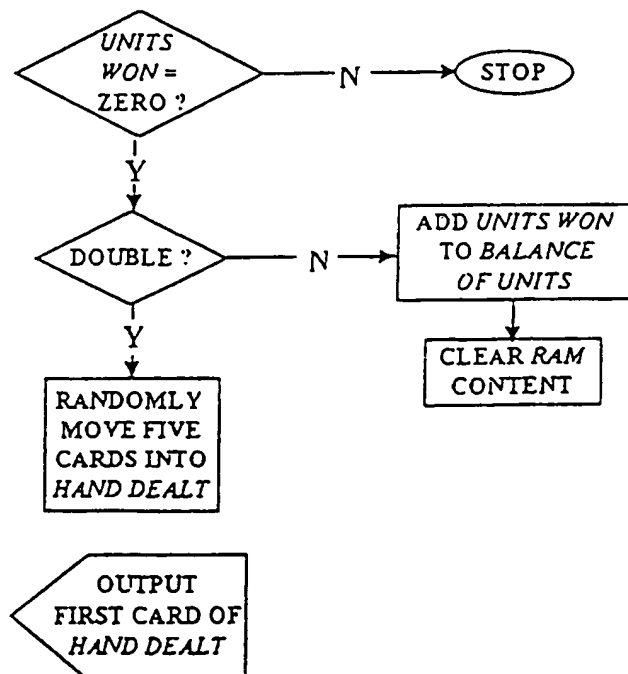 UNITS
WON =
ZERO ?
N
STOP
Y
DOUBLE ?
N
ADD UNITS WON
TO BALANCE
OF UNITS
Y
CLEAR RAM
CONTENT
RANDOMLY
MOVE FIVE
CARDS INTO
HAND DEALT
OUTPUT
FIRST CARD OF
HAND DEALT